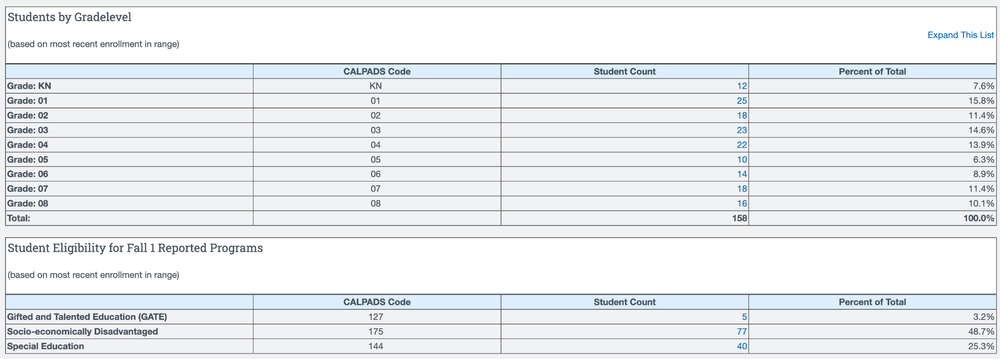 Students by Gradelevel
Expand This List
(based on most recent enrollment in range)
CALPADS Code Student Count Percent of Total
Grade: KN KN 12 7.6%
Grade: 01 01 25 15.8%
Grade: 02 02 18 11.4%
Grade: 03 03 23 14.6%
Grade: 04 04 22 13.9%
Grade: 05 05 10 6.3%
Grade: 06 06 14 8.9%
Grade: 07 07 18 11.4%
Grade: 08 08 16 10.1%
Total: 158 100.0%
Student Eligibility for Fall 1 Reported Programs
(based on most recent enrollment in range)
CALPADS Code Student Count Percent of Total
Gifted and Talented Education (GATE) 127 5 3.2%
Socio-economically Disadvantaged 175 77 48.7%
Special Education 144 40 25.3%